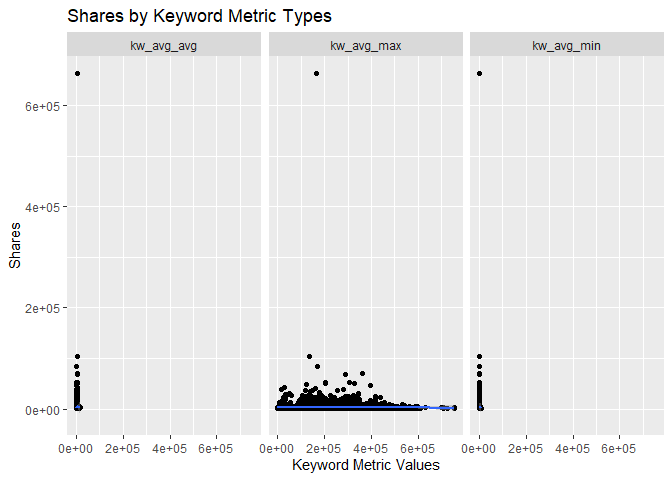 Shares by Keyword Metric Types
kw_avg_avg kw_avg_max kw_avg_min
6e+05
4e+05
2e+05
0e+00
Shares
0e+00 2e+05 4e+05 6e+05 0e+00 2e+05 4e+05 6e+05 0e+00 2e+05 4e+05 6e+05
Keyword Metric Values